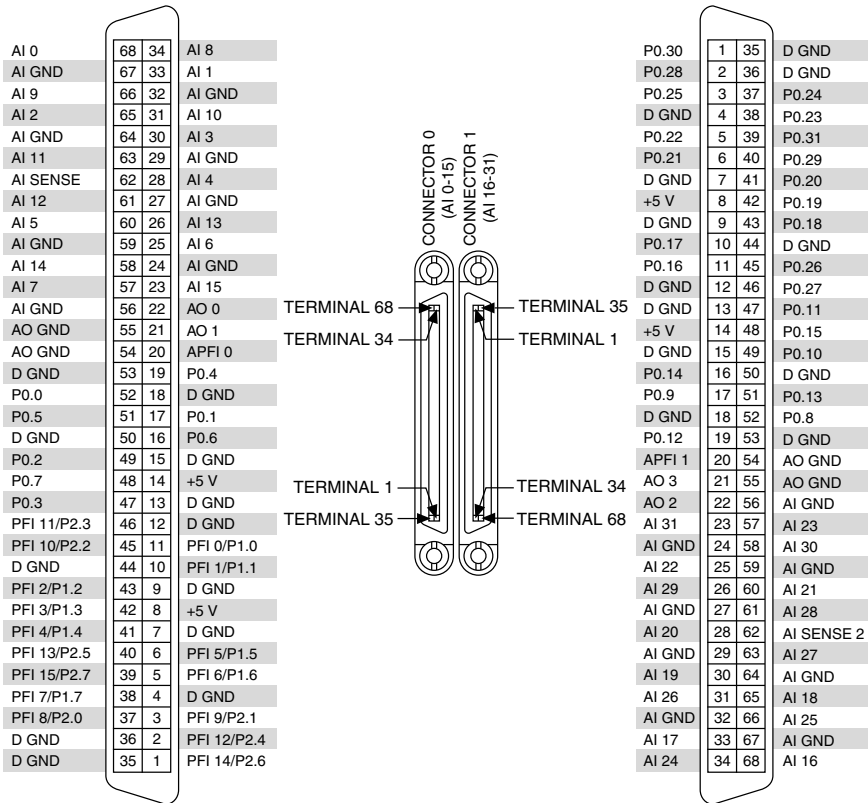 AI 0 68 34 AI 8
AI GND 67 33 AI 1
AI 9 66 32 AI GND
AI 2 65 31 AI 10
AI GND 64 30 AI 3
AI 11 63 29 AI GND
AI SENSE 62 28 AI 4
AI 12 61 27 AI GND
AI 5 60 26 AI 13
AI GND 59 25 AI 6
AI 14 58 24 AI GND
AI 7 57 23 AI 15
AI GND 56 22 AO 0
AO GND 55 21 AO 1
AO GND 54 20 APFI 0
D GND 53 19 P0.4
P0.0 52 18 D GND
P0.5 51 17 P0.1
D GND 50 16 P0.6
P0.2 49 15 D GND
P0.7 48 14 +5 V
P0.3 47 13 D GND
PFI 11/P2.3 46 12 D GND
PFI 10/P2.2 45 11 PFI 0/P1.0
D GND 44 10 PFI 1/P1.1
PFI 2/P1.2 43 9 D GND
PFI 3/P1.3 42 8 +5 V
PFI 4/P1.4 41 7 D GND
PFI 13/P2.5 40 6 PFI 5/P1.5
PFI 15/P2.7 39 5 PFI 6/P1.6
PFI 7/P1.7 38 4 D GND
PFI 8/P2.0 37 3 PFI 9/P2.1
D GND 36 2 PFI 12/P2.4
D GND 35 1 PFI 14/P2.6
CONNECTOR 0
(AI 0-15)
CONNECTOR 1
(AI 16-31)
TERMINAL 68
TERMINAL 34
TERMINAL 35
TERMINAL 1
TERMINAL 1
TERMINAL 35
TERMINAL 34
TERMINAL 68
P0.30 1 35 D GND
P0.28 2 36 D GND
P0.25 3 37 P0.24
D GND 4 38 P0.23
P0.22 5 39 P0.31
P0.21 6 40 P0.29
D GND 7 41 P0.20
+5 V 8 42 P0.19
D GND 9 43 P0.18
P0.17 10 44 D GND
P0.16 11 45 P0.26
D GND 12 46 P0.27
D GND 13 47 P0.11
+5 V 14 48 P0.15
D GND 15 49 P0.10
P0.14 16 50 D GND
P0.9 17 51 P0.13
D GND 18 52 P0.8
P0.12 19 53 D GND
APFI 1 20 54 AO GND
AO 3 21 55 AO GND
AO 2 22 56 AI GND
AI 31 23 57 AI 23
AI GND 24 58 AI 30
AI 22 25 59 AI GND
AI 29 26 60 AI 21
AI GND 27 61 AI 28
AI 20 28 62 AI SENSE 2
AI GND 29 63 AI 27
AI 19 30 64 AI GND
AI 26 31 65 AI 18
AI GND 32 66 AI 25
AI 17 33 67 AI GND
AI 24 34 68 AI 16